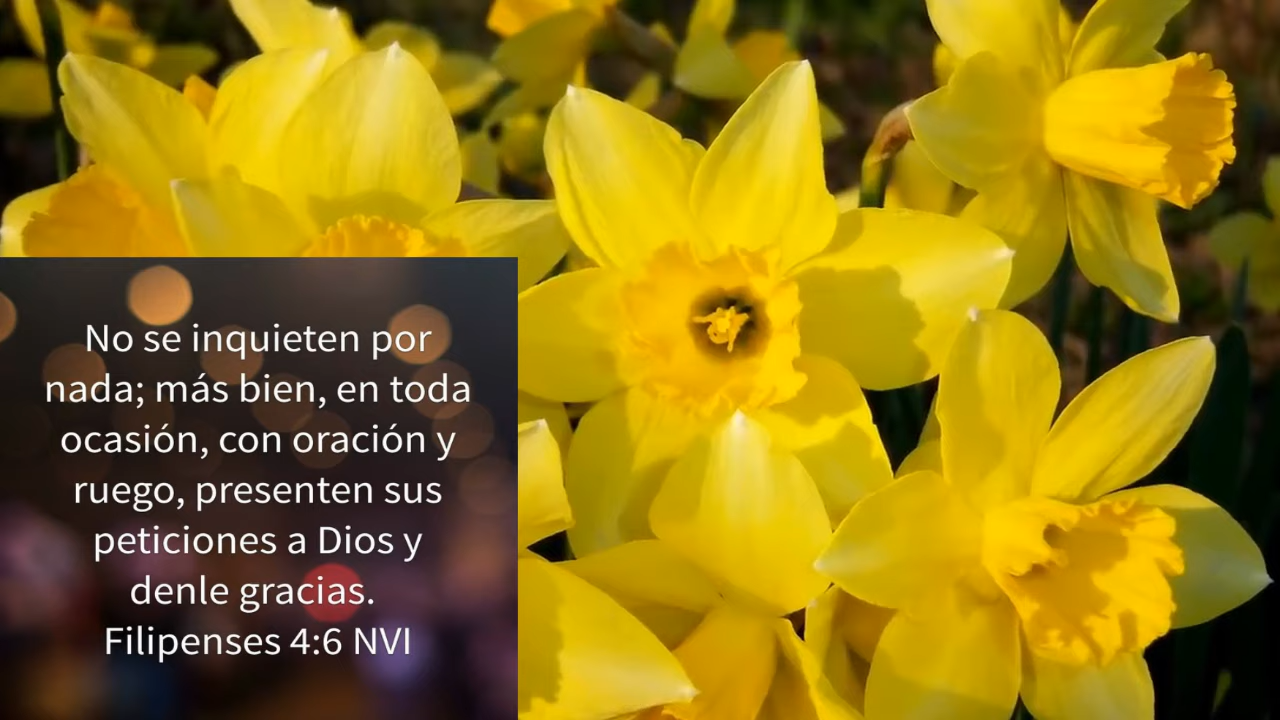 No se inquieten por
nada; más bien, en toda
ocasión, con oración y
ruego, presenten sus
peticiones a Dios y
denle gracias.
Filipenses 4:6 NVI